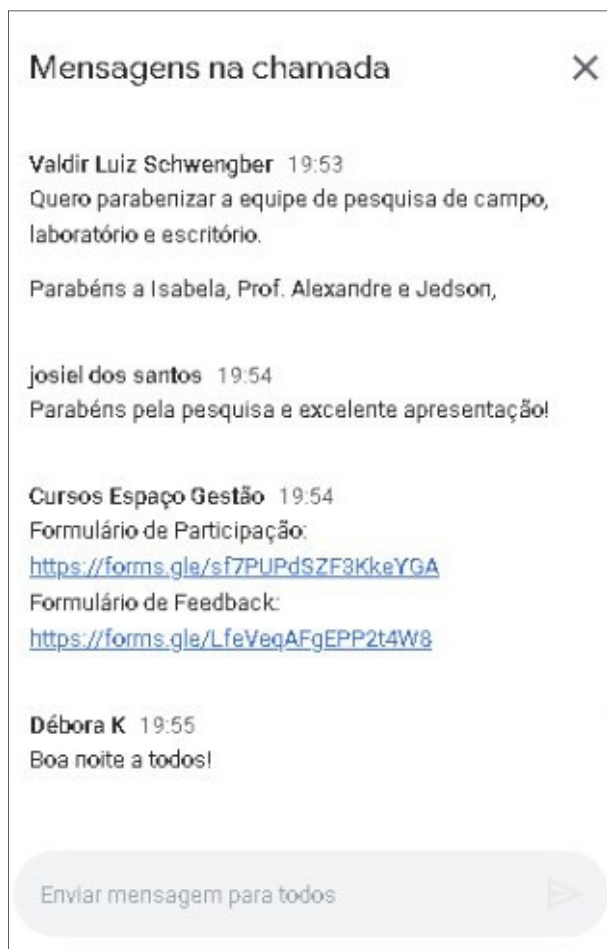 Mensagens na chamada
Valdir Luiz Schwengber 19:53
Quero parabenizar a equipe de pesquisa de campo,
laboratório e escritório.
Parabéns a Isabela, Prof. Alexandre e Jedson,
josiel dos santos 19:54
Parabéns pela pesquisa e excelente apresentação!
Cursos Espaço Gestão 19:54
Formulário de Participação:
https://forms.gle/sf7PUPdSZF3KkeYGA
Formulário de Feedback:
https://forms.gle/LfeVeqAFgEPP2t4W8
Débora K 19:55
Boa noite a todos!
Enviar mensagem para todos